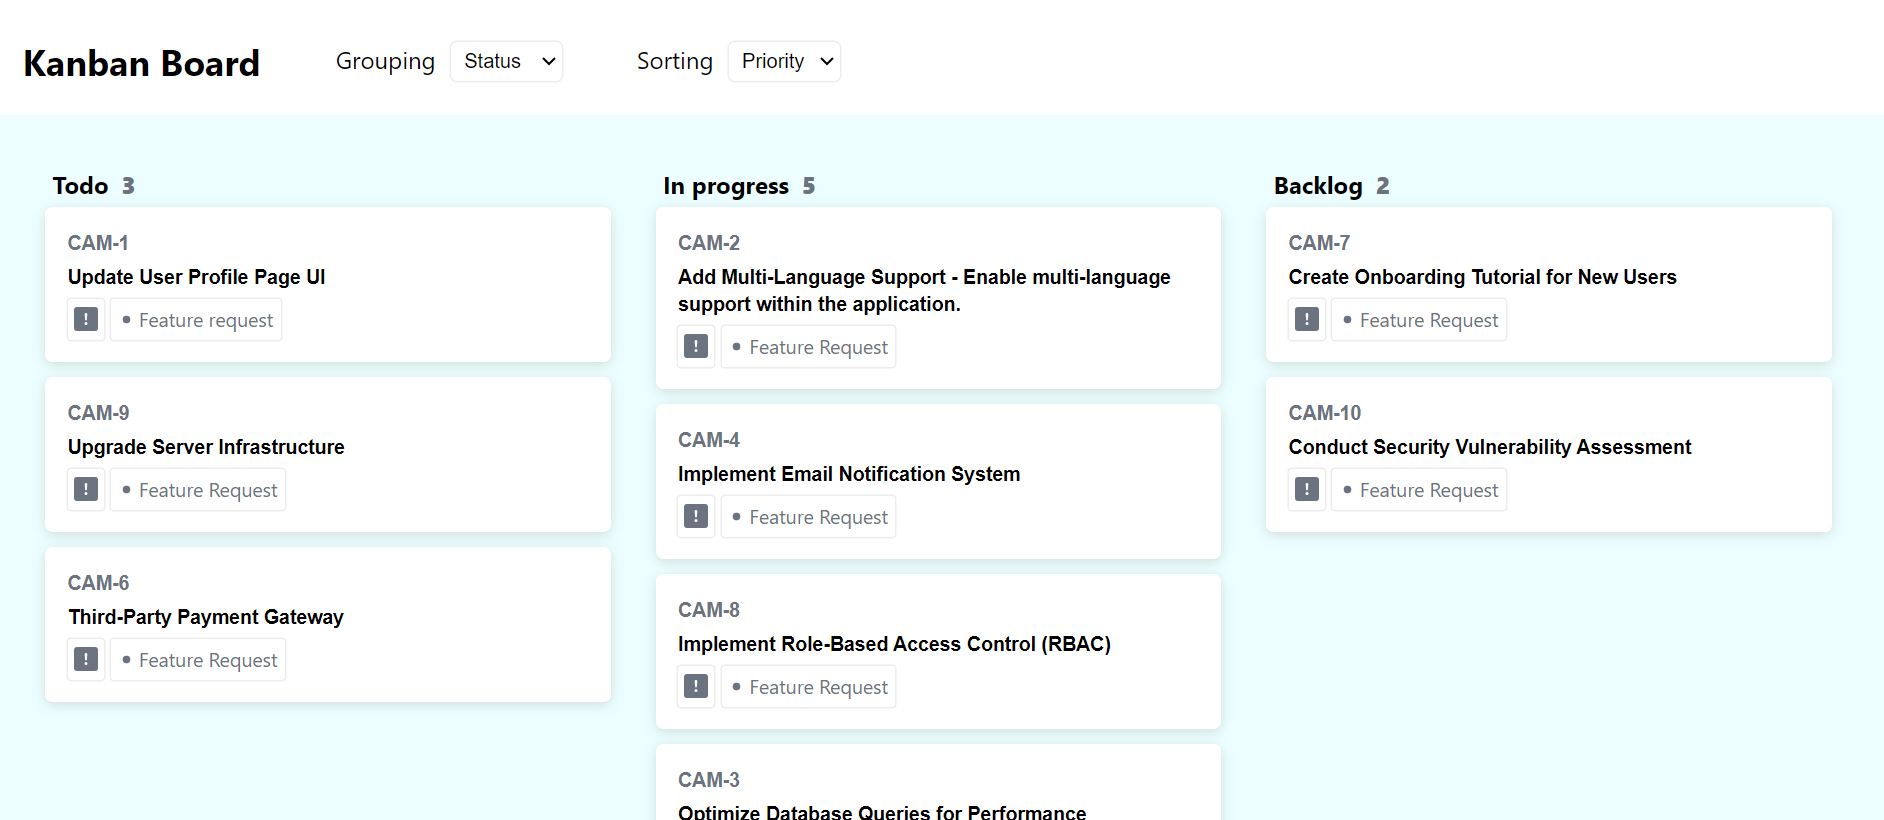 Kanban Board
Grouping Status
Sorting Priority
Todo 3
CAM-1
Update User Profile Page UI
! • Feature request
CAM-9
Upgrade Server Infrastructure
! • Feature Request
CAM-6
Third-Party Payment Gateway
! • Feature Request
In progress 5
CAM-2
Add Multi-Language Support - Enable multi-language
support within the application.
! • Feature Request
CAM-4
Implement Email Notification System
! • Feature Request
CAM-8
Implement Role-Based Access Control (RBAC)
! • Feature Request
CAM-3
Optimize Database Queries for Performance
Backlog 2
CAM-7
Create Onboarding Tutorial for New Users
! • Feature Request
CAM-10
Conduct Security Vulnerability Assessment
! • Feature Request